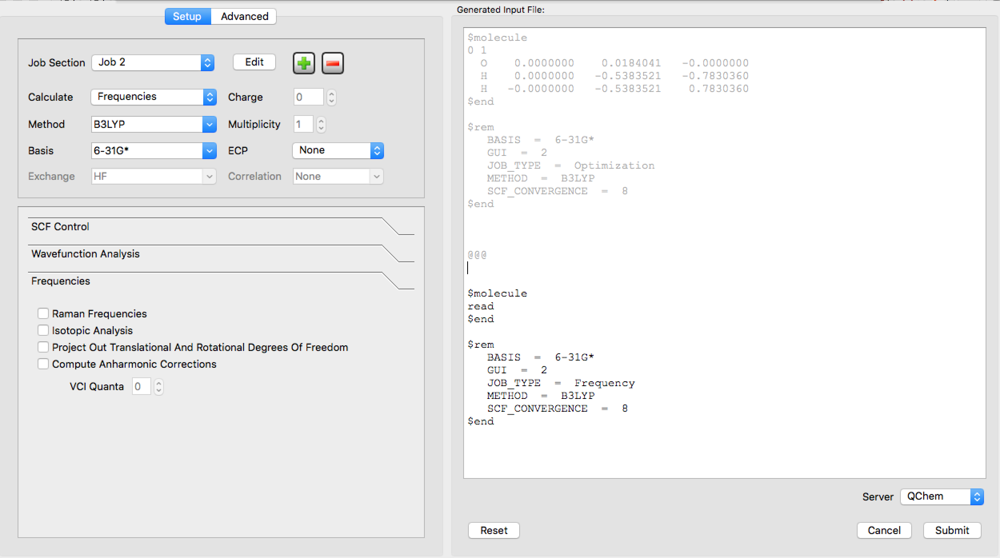 Setup Advanced
Job Section Job 2 Edit
Calculate Frequencies Charge 0
Method B3LYP Multiplicity 1
Basis 6-31G* ECP None
Exchange HF Correlation None
SCF Control
Wavefunction Analysis
Frequencies
Raman Frequencies
Isotopic Analysis
Project Out Translational And Rotational Degrees Of Freedom
Compute Anharmonic Corrections
VCI Quanta 0
Generated Input File:
$molecule
0 1
O 0.0000000 0.0184041 -0.0000000
H 0.0000000 -0.5383521 -0.7830360
H -0.0000000 -0.5383521 0.7830360
$end
$rem
BASIS = 6-31G*
GUI = 2
JOB_TYPE = Optimization
METHOD = B3LYP
SCF_CONVERGENCE = 8
$end
@@@
$molecule
read
$end
$rem
BASIS = 6-31G*
GUI = 2
JOB_TYPE = Frequency
METHOD = B3LYP
SCF_CONVERGENCE = 8
$end
Server QChem
Reset Cancel Submit